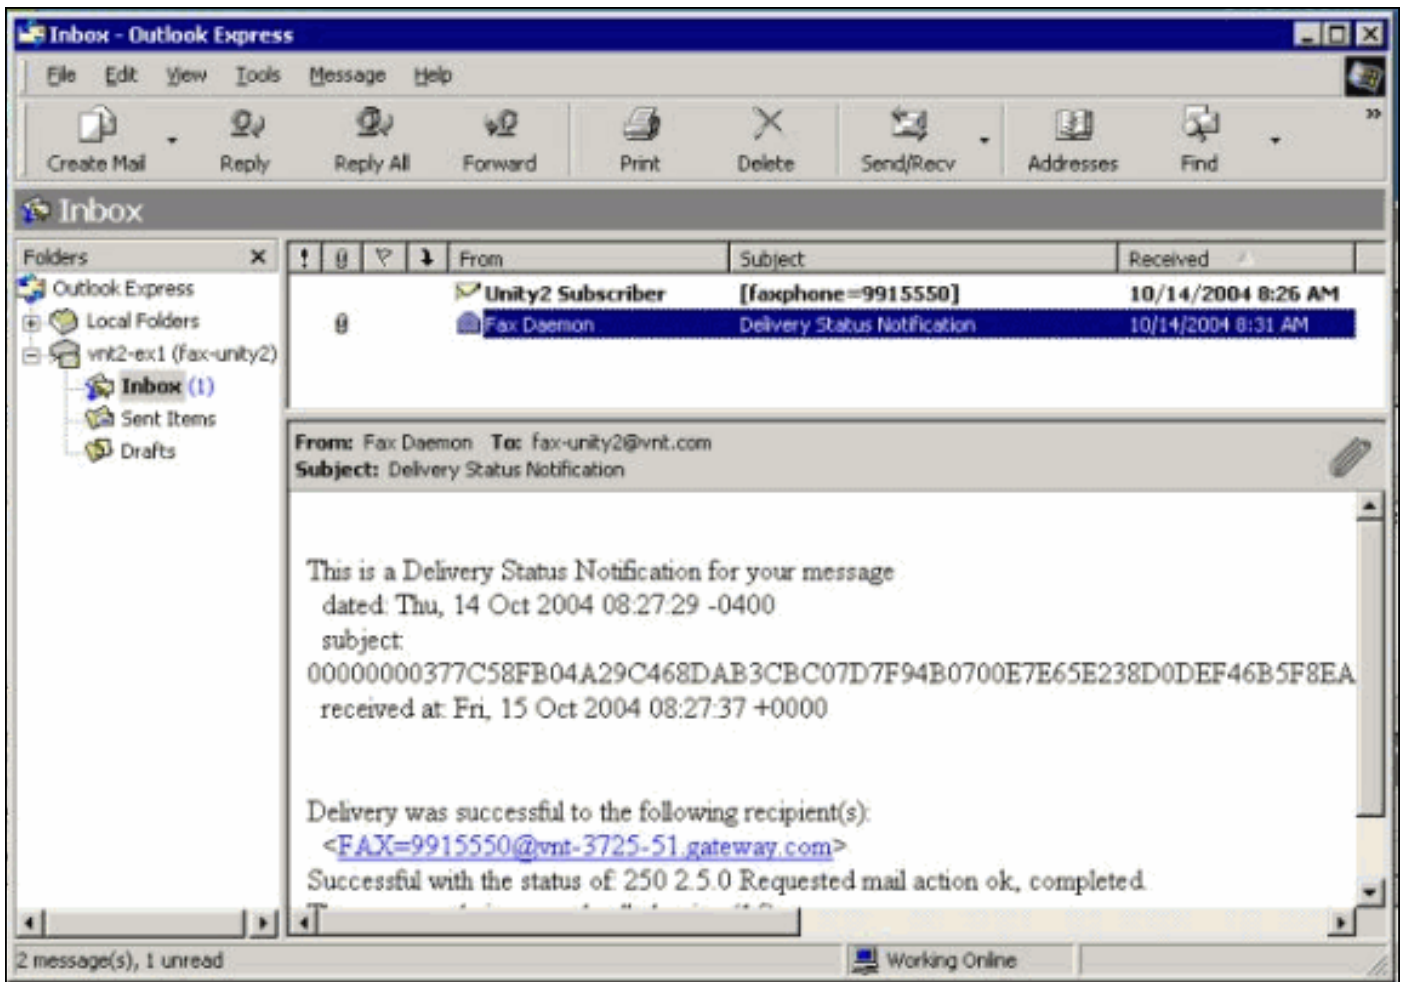 Inbox - Outlook Express
File Edit View Tools Message Help
Create Mail Reply Reply All Forward Print Delete Send/Recv Addresses Find »
Inbox
Folders
Outlook Express
Local Folders
vnt2-ex1 (fax-unity2)
Inbox (1)
Sent Items
Drafts
! From Subject Received
Unity2 Subscriber [faxphone=9915550] 10/14/2004 8:26 AM
Fax Daemon Delivery Status Notification 10/14/2004 8:31 AM
From: Fax Daemon To: fax-unity2@vnt.com
Subject: Delivery Status Notification
This is a Delivery Status Notification for your message
dated: Thu, 14 Oct 2004 08:27:29 -0400
subject:
00000000377C58FB04A29C468DAB3CBC07D7F94B0700E7E65E238D0DEF46B5F8EA
received at: Fri, 15 Oct 2004 08:27:37 +0000
Delivery was successful to the following recipient(s):
<FAX=9915550@vnt-3725-51.gateway.com>
Successful with the status of: 250 2.5.0 Requested mail action ok, completed.
2 message(s), 1 unread Working Online